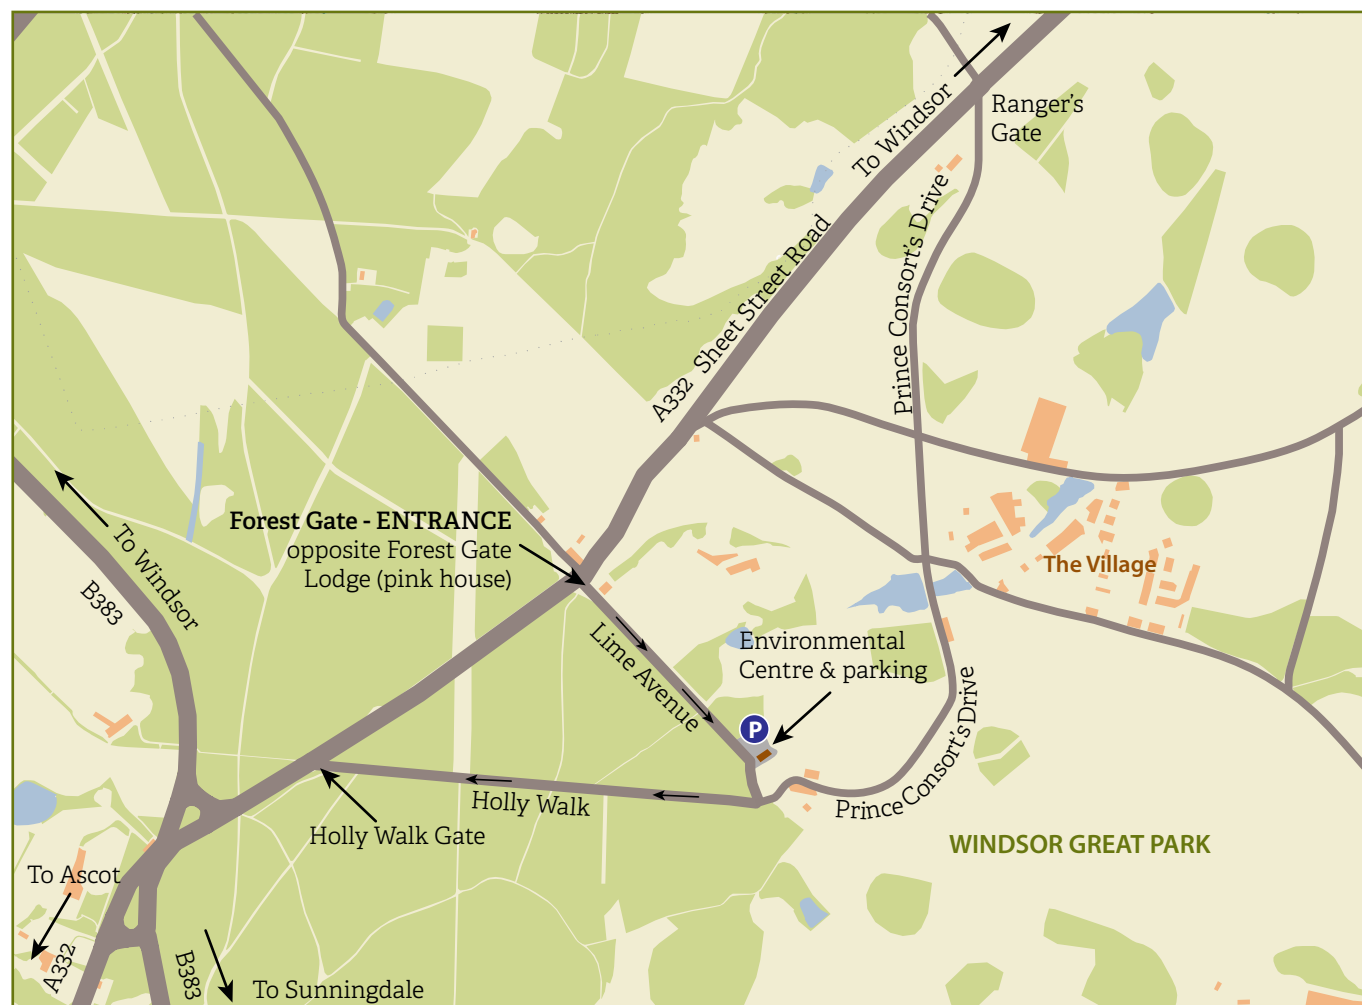 To Windsor
Ranger's
Gate
Prince Consort's Drive
A332 Sheet Street Road
Forest Gate - ENTRANCE
opposite Forest Gate
Lodge (pink house)
To Windsor
B383
The Village
Lime Avenue
Environmental
Centre & parking
P
Prince Consort's Drive
Holly Walk
Holly Walk Gate
WINDSOR GREAT PARK
To Ascot
A332
B383
To Sunningdale